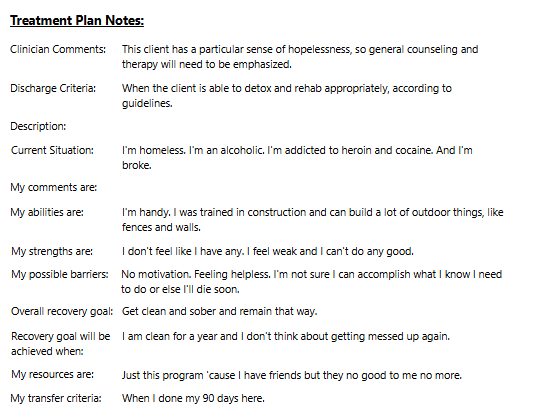 Treatment Plan Notes:
Clinician Comments: This client has a particular sense of hopelessness, so general counseling and
therapy will need to be emphasized.
Discharge Criteria: When the client is able to detox and rehab appropriately, according to
guidelines.
Description:
Current Situation: I'm homeless. I'm an alcoholic. I'm addicted to heroin and cocaine. And I'm
broke.
My comments are:
My abilities are: I'm handy. I was trained in construction and can build a lot of outdoor things, like
fences and walls.
My strengths are: I don't feel like I have any. I feel weak and I can't do any good.
My possible barriers: No motivation. Feeling helpless. I'm not sure I can accomplish what I know I need
to do or else I'll die soon.
Overall recovery goal: Get clean and sober and remain that way.
Recovery goal will be I am clean for a year and I don't think about getting messed up again.
achieved when:
My resources are: Just this program 'cause I have friends but they no good to me no more.
My transfer criteria: When I done my 90 days here.